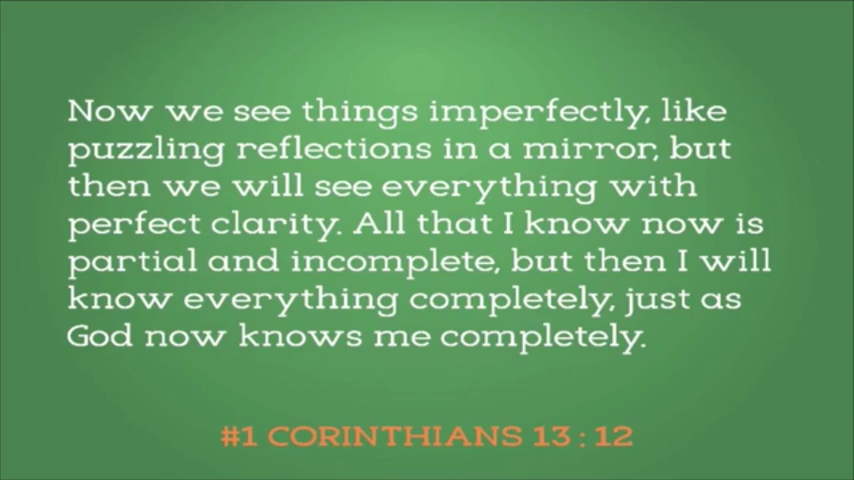 Now we see things imperfectly, like
puzzling reflections in a mirror, but
then we will see everything with
perfect clarity. All that I know now is
partial and incomplete, but then I will
know everything completely, just as
God now knows me completely.
#1 CORINTHIANS 13 : 12